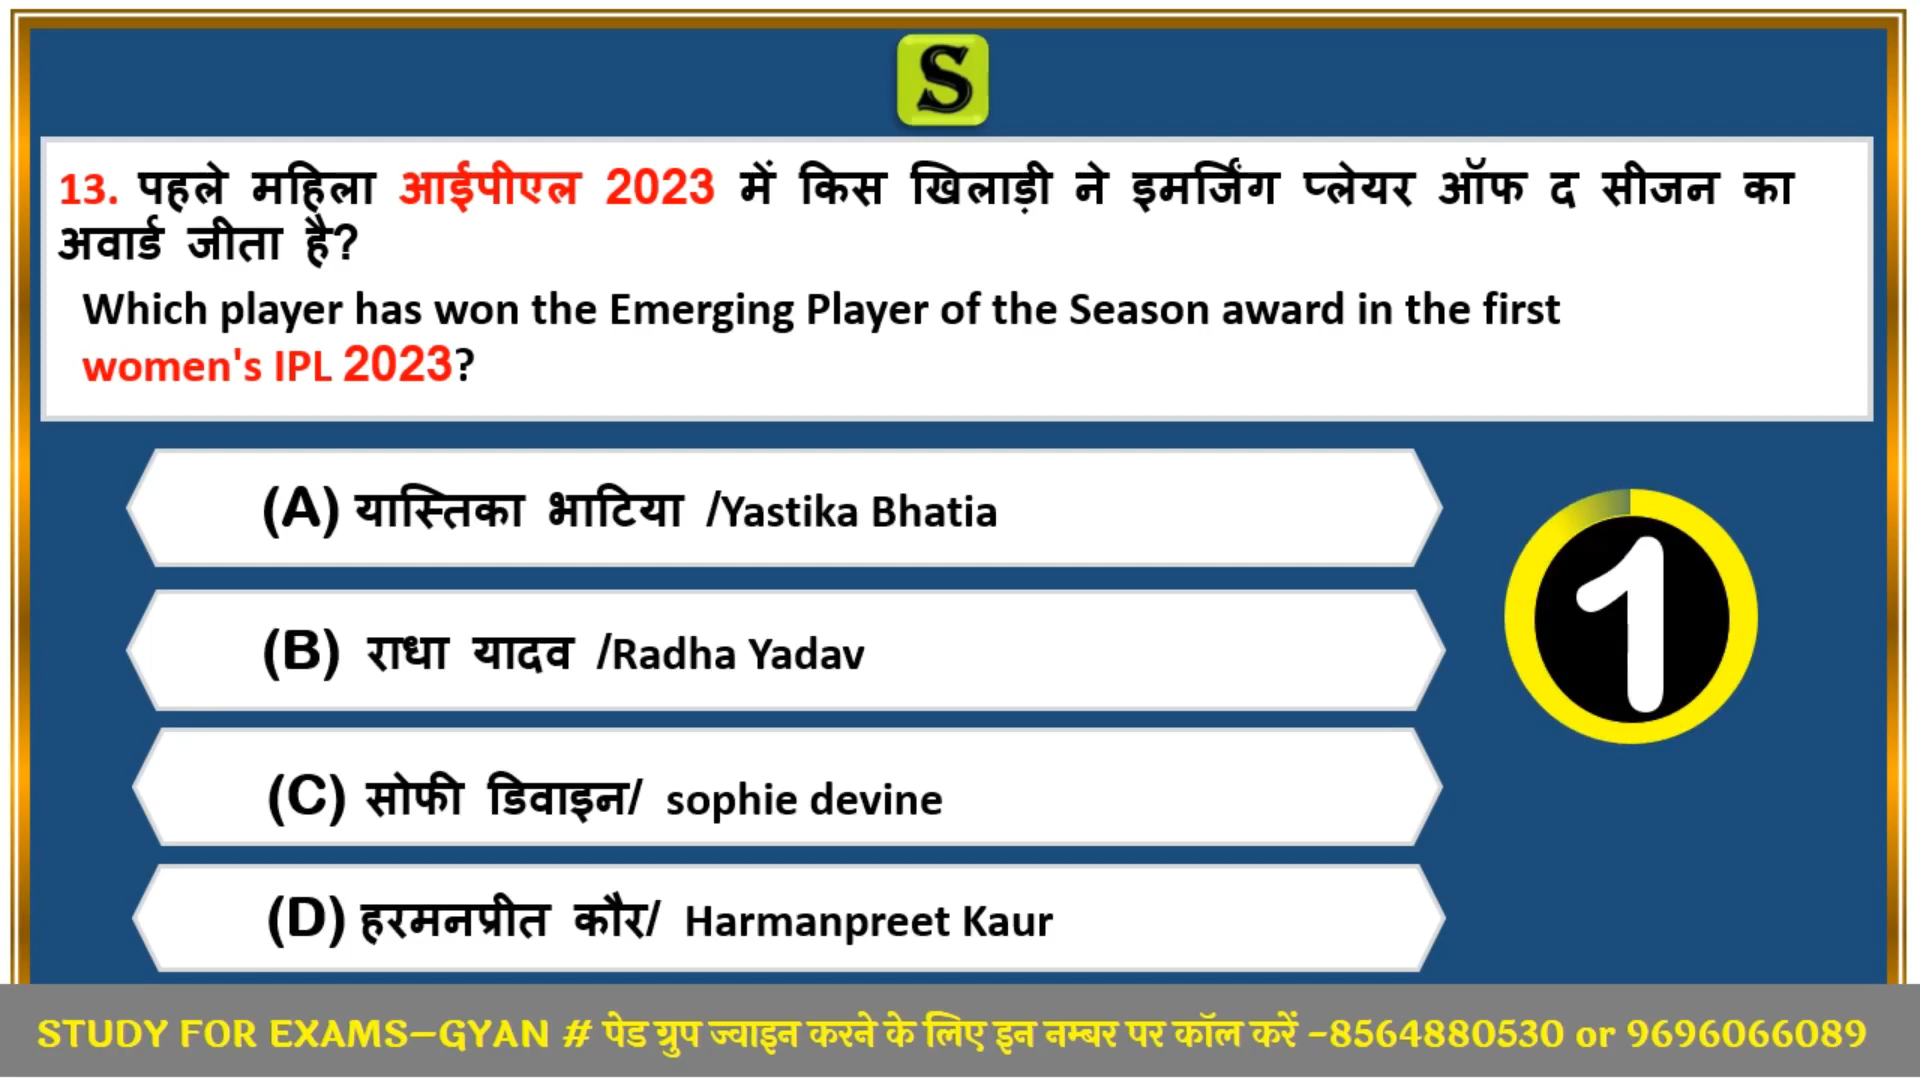 S
13. पहले महिला आईपीएल 2023 में किस खिलाड़ी ने इमर्जिंग प्लेयर ऑफ द सीजन का
अवार्ड जीता है?
Which player has won the Emerging Player of the Season award in the first
women's IPL 2023?
(A) यास्तिका भाटिया /Yastika Bhatia
(B) राधा यादव /Radha Yadav
1
(C) सोफी डिवाइन/ sophie devine
(D) हरमनप्रीत कौर/ Harmanpreet Kaur
STUDY FOR EXAMS–GYAN # पेड ग्रुप ज्वाइन करने के लिए इन नम्बर पर कॉल करें -8564880530 or 9696066089